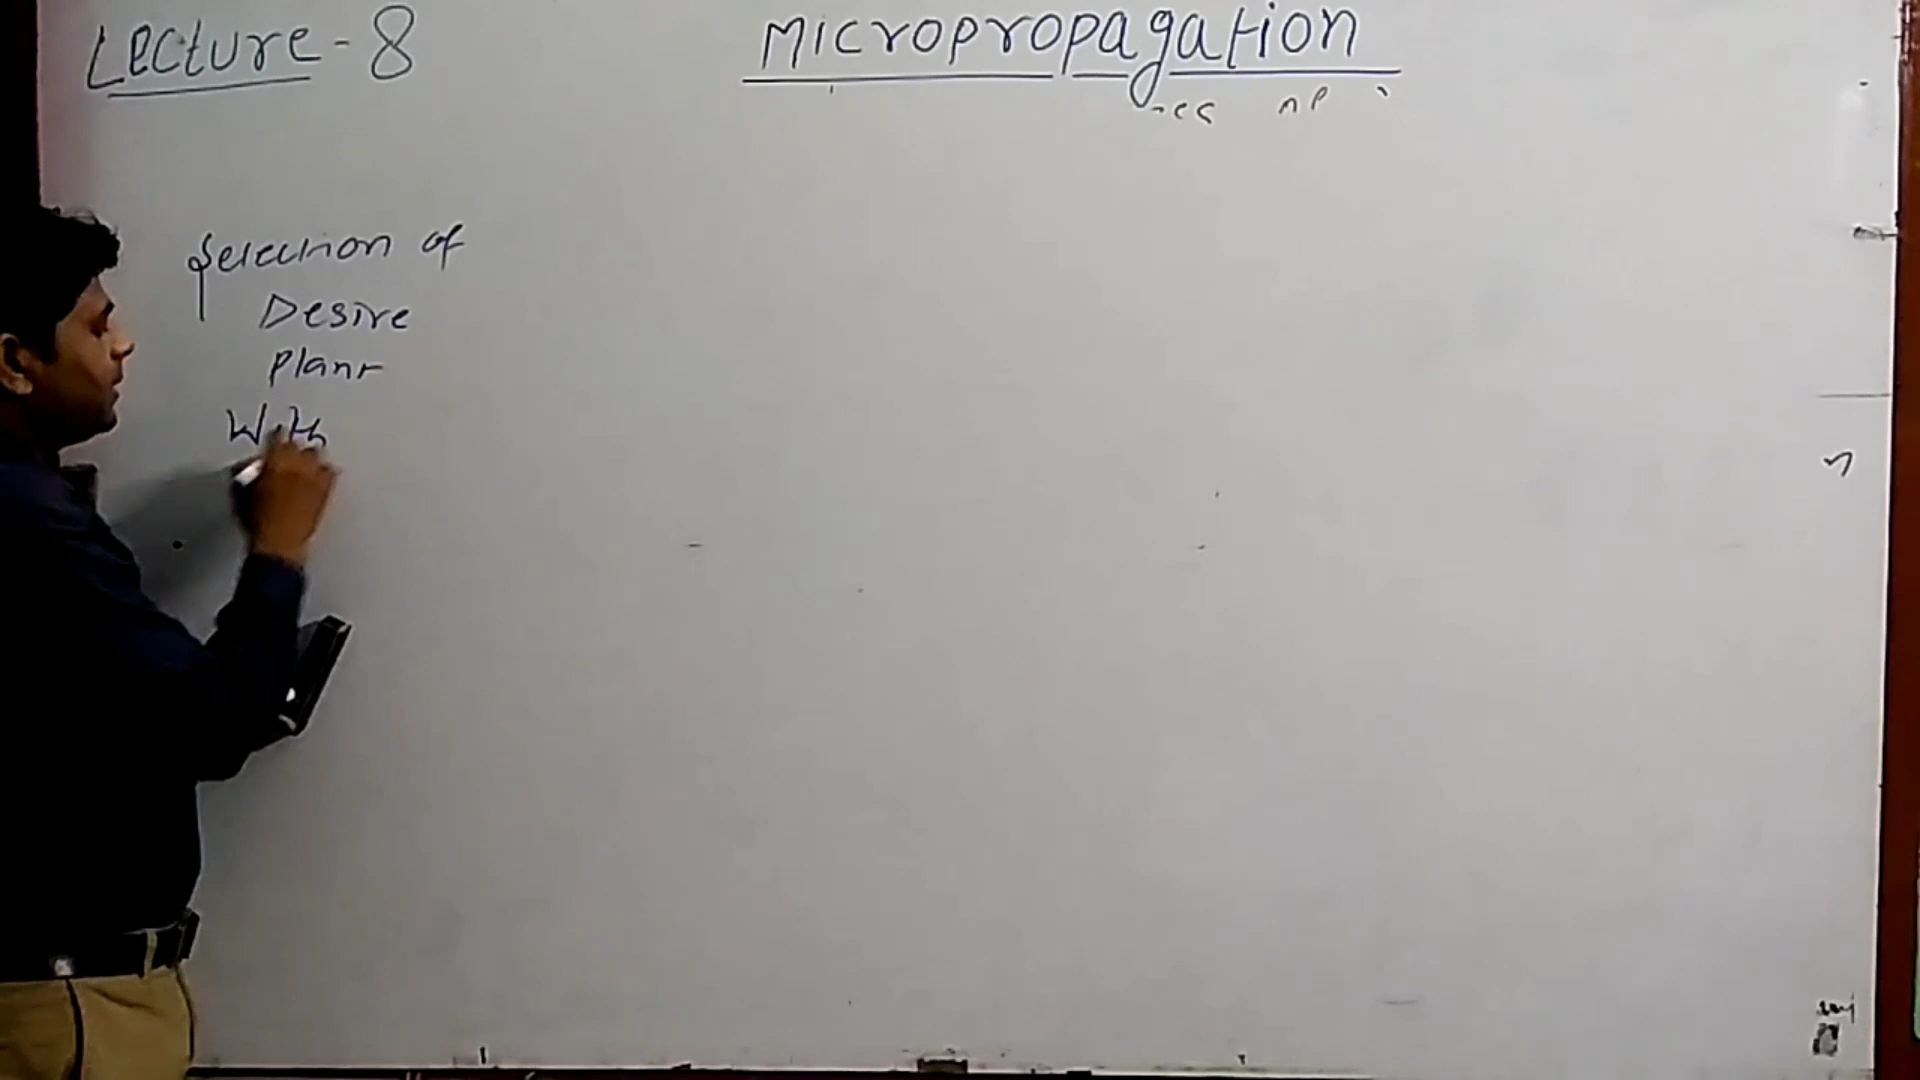 Lecture-8
Micropropagation
Selection of
Desire
plant
With